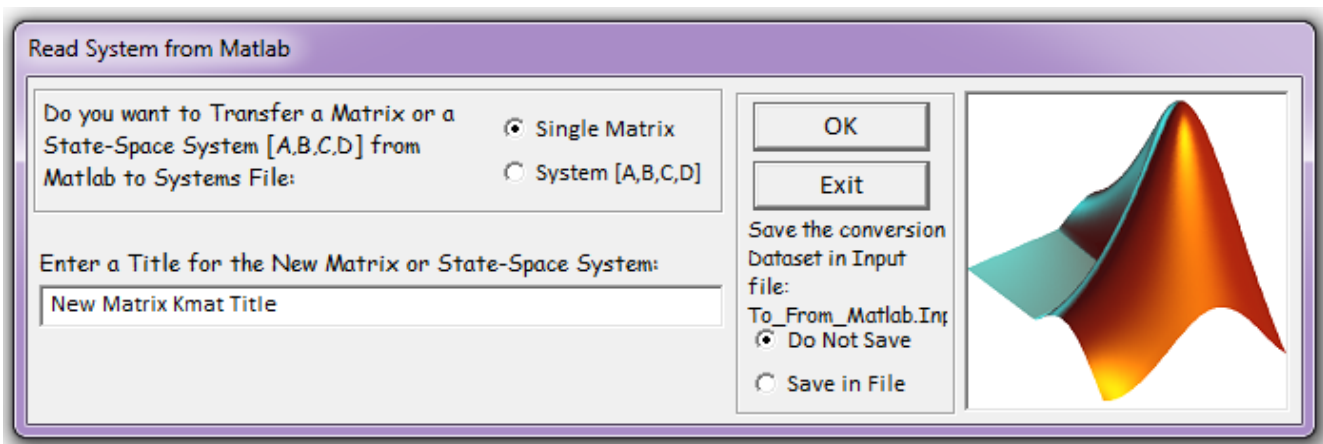 Read System from Matlab
Do you want to Transfer a Matrix or a
State-Space System [A,B,C,D] from
Matlab to Systems File:
Single Matrix
System [A,B,C,D]
Enter a Title for the New Matrix or State-Space System:
New Matrix Kmat Title
OK
Exit
Save the conversion
Dataset in Input
file:
To_From_Matlab.Inp
Do Not Save
Save in File